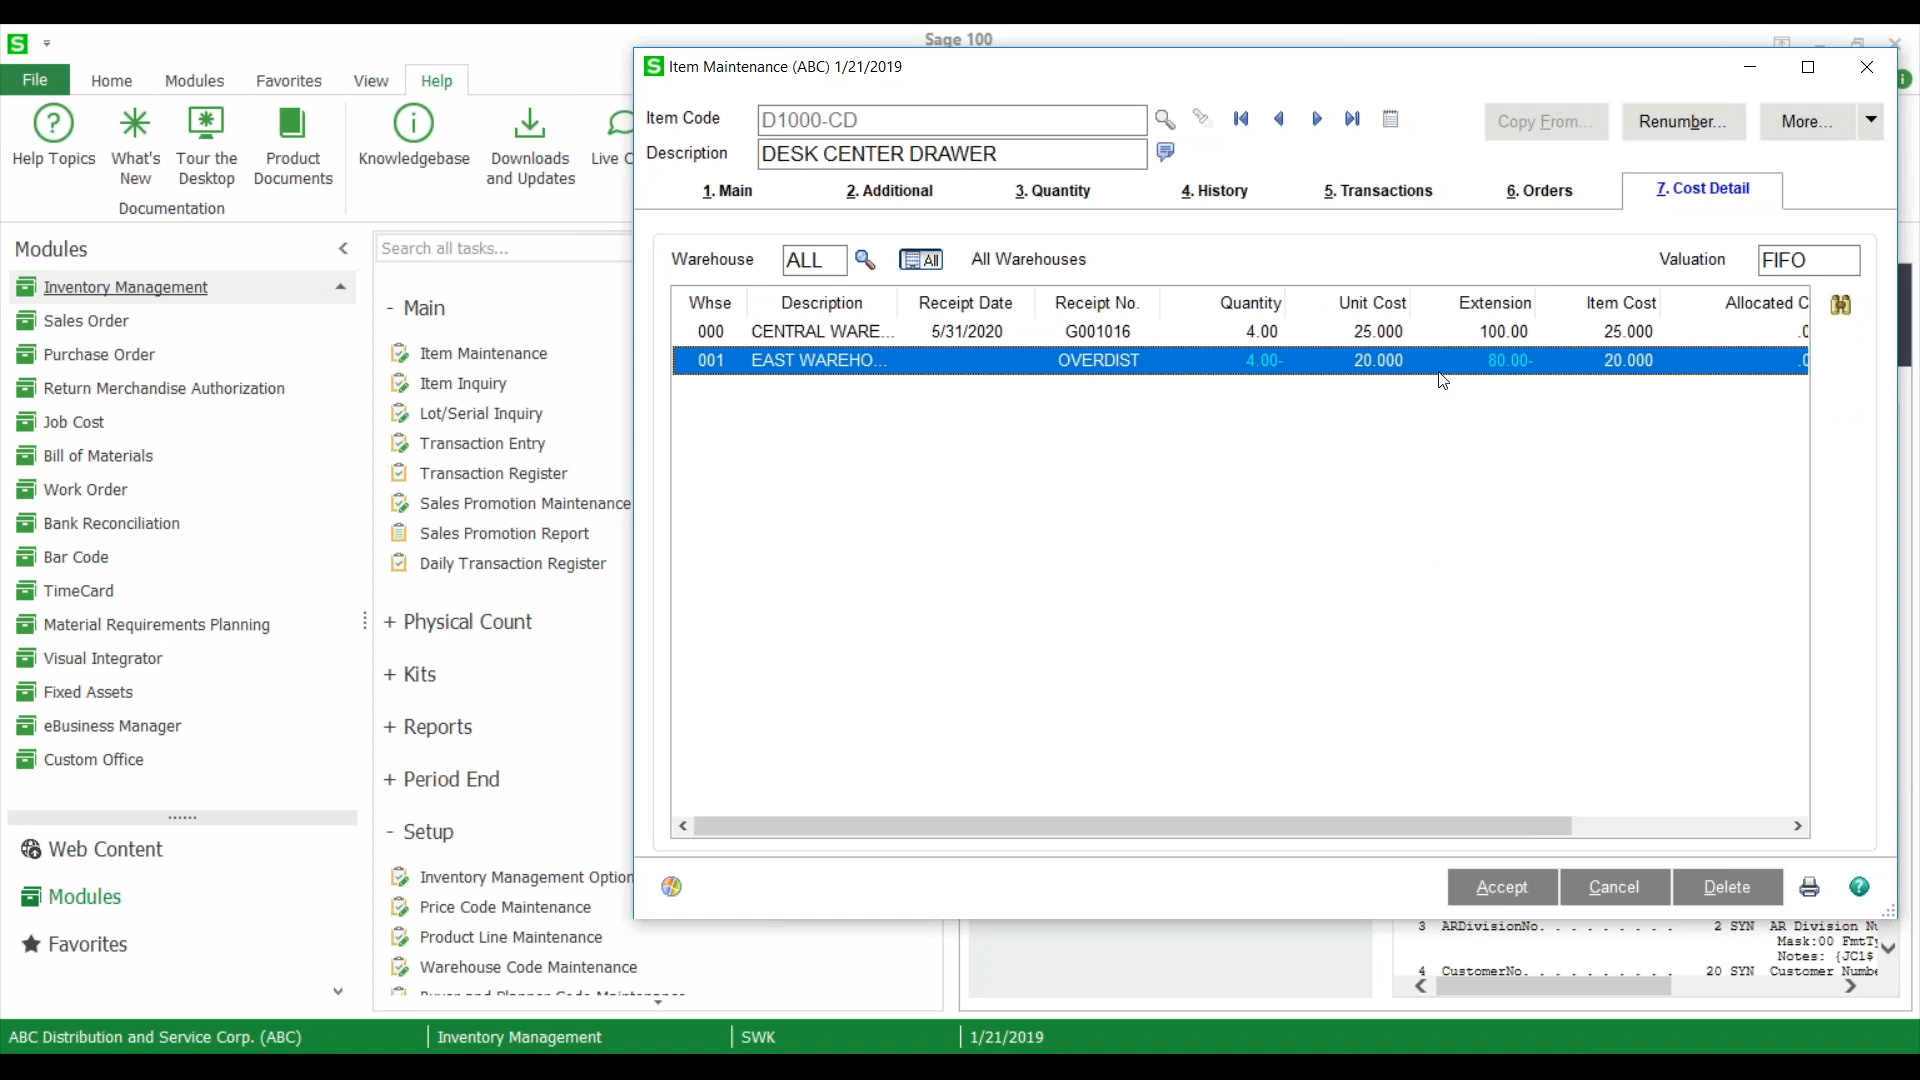 Sage 100
File Home Modules Favorites View Help
Help Topics
What's New
Tour the Desktop
Product Documents
Knowledgebase
Downloads and Updates
Live C
Documentation
Modules
Inventory Management
Sales Order
Purchase Order
Return Merchandise Authorization
Job Cost
Bill of Materials
Work Order
Bank Reconciliation
Bar Code
TimeCard
Material Requirements Planning
Visual Integrator
Fixed Assets
eBusiness Manager
Custom Office
Web Content
Modules
Favorites
Search all tasks...
- Main
Item Maintenance
Item Inquiry
Lot/Serial Inquiry
Transaction Entry
Transaction Register
Sales Promotion Maintenance
Sales Promotion Report
Daily Transaction Register
+ Physical Count
+ Kits
+ Reports
+ Period End
- Setup
Inventory Management Option
Price Code Maintenance
Product Line Maintenance
Warehouse Code Maintenance
Item Maintenance (ABC) 1/21/2019
Item Code D1000-CD
Copy From... Renumber... More...
Description DESK CENTER DRAWER
1. Main 2. Additional 3. Quantity 4. History 5. Transactions 6. Orders 7. Cost Detail
Warehouse ALL All All Warehouses Valuation FIFO
Whse Description Receipt Date Receipt No. Quantity Unit Cost Extension Item Cost Allocated C
000 CENTRAL WARE... 5/31/2020 G001016 4.00 25.000 100.00 25.000 .0
001 EAST WAREHO... OVERDIST 4.00- 20.000 80.00- 20.000 .0
Accept Cancel Delete
3 ARDivisionNo. . . . . . . . . . 2 SYN AR Division Nu
Mask:00 FmtTy
Notes: {JC1$
4 CustomerNo. . . . . . . . . . . 20 SYN Customer Numbe
ABC Distribution and Service Corp. (ABC) Inventory Management SWK 1/21/2019